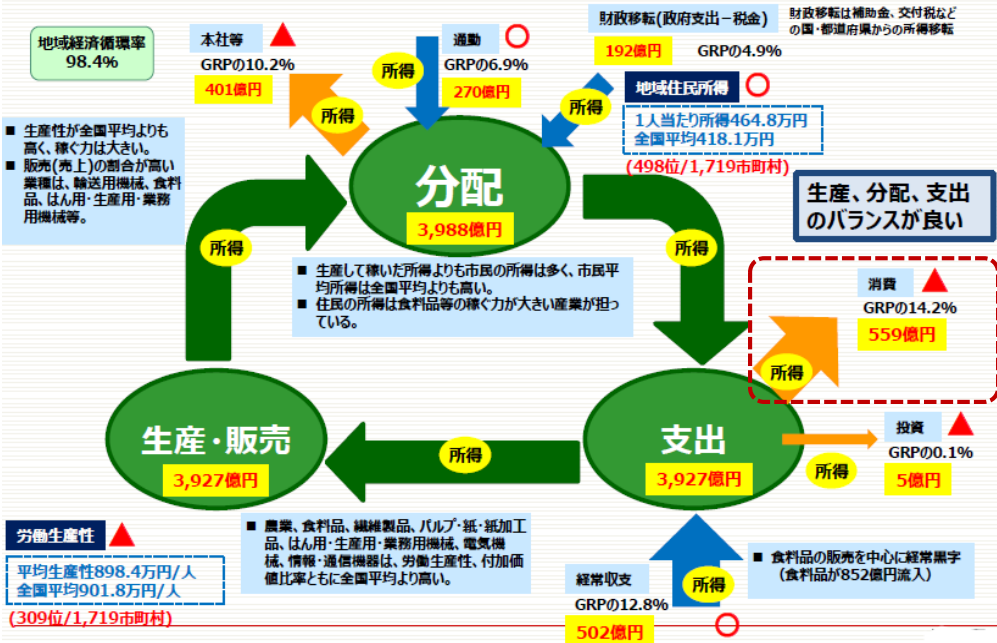 地域経済循環率
98.4%
本社等 ▲
GRPの10.2%
401億円
所得
通勤 ○
GRPの6.9%
270億円
所得
財政移転(政府支出－税金)
192億円 GRPの4.9%
財政移転は補助金、交付税など
の国・都道府県からの所得移転
所得
地域住民所得 ○
1人当たり所得464.8万円
全国平均418.1万円
(498位/1,719市町村)
■ 生産性が全国平均よりも
高く、稼ぐ力は大きい。
■ 販売(売上)の割合が高い
業種は、輸送用機械、食料
品、はん用・生産用・業務
用機械等。
分配
3,988億円
生産、分配、支出
のバランスが良い
所得
所得
■ 生産して稼いだ所得よりも市民の所得は多く、市民平
均所得は全国平均よりも高い。
■ 住民の所得は食料品等の稼ぐ力が大きい産業が担っ
ている。
消費 ▲
GRPの14.2%
559億円
所得
生産・販売
3,927億円
所得
支出
3,927億円
投資 ▲
GRPの0.1%
5億円
所得
労働生産性 ▲
平均生産性898.4万円/人
全国平均901.8万円/人
(309位/1,719市町村)
■ 農業、食料品、繊維製品、パルプ・紙・紙加工
品、はん用・生産用・業務用機械、電気機
械、情報・通信機器は、労働生産性、付加価
値比率ともに全国平均より高い。
経常収支
GRPの12.8%
502億円 ○
所得
■ 食料品の販売を中心に経常黒字
(食料品が852億円流入)